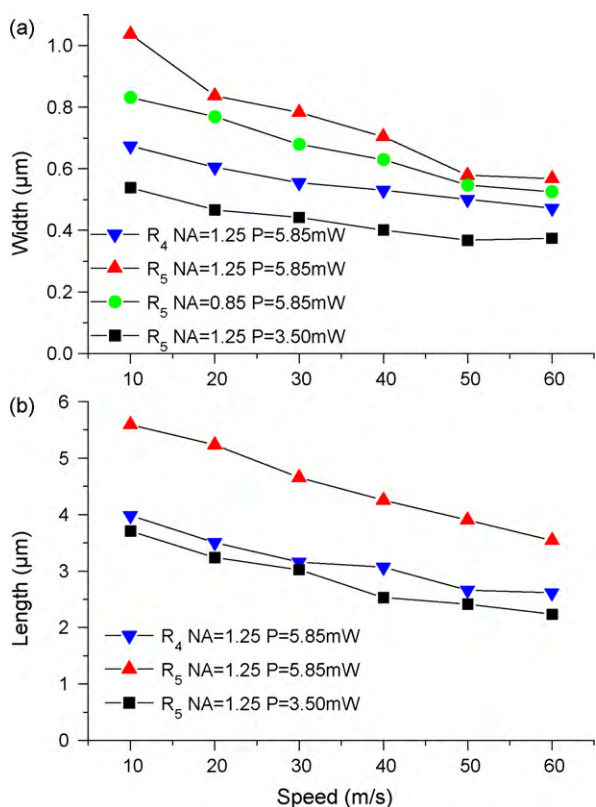 (a)
1.0
0.8
0.6
0.4
0.2
0.0
Width (µm)
R4 NA=1.25 P=5.85mW
R5 NA=1.25 P=5.85mW
R5 NA=0.85 P=5.85mW
R5 NA=1.25 P=3.50mW
10 20 30 40 50 60
(b)
6
5
4
3
2
1
0
Length (µm)
R4 NA=1.25 P=5.85mW
R5 NA=1.25 P=5.85mW
R5 NA=1.25 P=3.50mW
10 20 30 40 50 60
Speed (m/s)